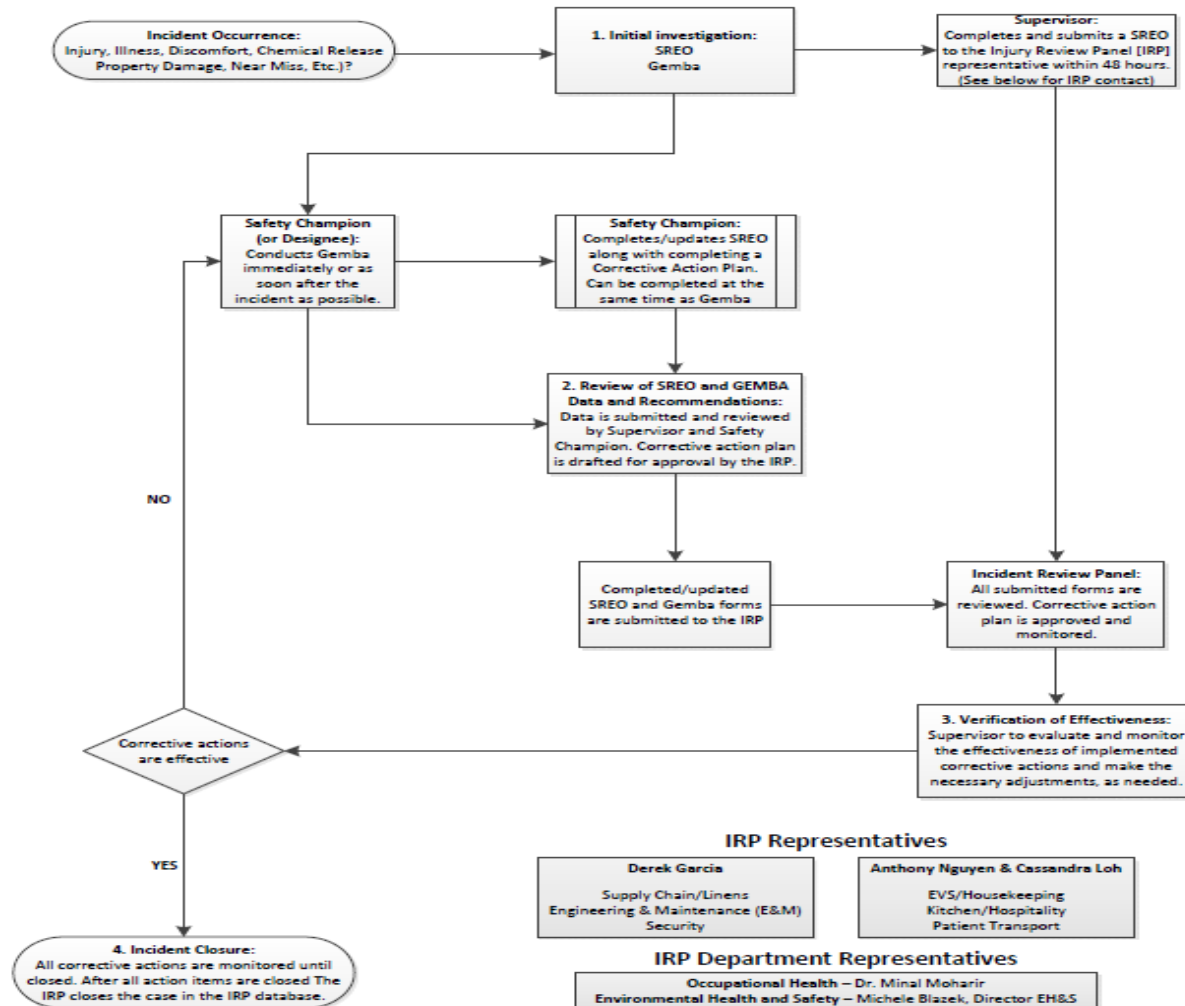 Incident Occurrence:
Injury, Illness, Discomfort, Chemical Release
Property Damage, Near Miss, Etc.)?
1. Initial investigation:
SREO
Gemba
Supervisor:
Completes and submits a SREO
to the Injury Review Panel [IRP]
representative within 48 hours.
(See below for IRP contact)
Safety Champion
(or Designee):
Conducts Gemba
immediately or as
soon after the
incident as possible.
Safety Champion:
Completes/updates SREO
along with completing a
Corrective Action Plan.
Can be completed at the
same time as Gemba
2. Review of SREO and GEMBA
Data and Recommendations:
Data is submitted and reviewed
by Supervisor and Safety
Champion. Corrective action plan
is drafted for approval by the IRP.
NO
Completed/updated
SREO and Gemba forms
are submitted to the IRP
Incident Review Panel:
All submitted forms are
reviewed. Corrective action
plan is approved and
monitored.
3. Verification of Effectiveness:
Supervisor to evaluate and monitor
the effectiveness of implemented
corrective actions and make the
necessary adjustments, as needed.
Corrective actions
are effective
YES
4. Incident Closure:
All corrective actions are monitored until
closed. After all action items are closed The
IRP closes the case in the IRP database.
IRP Representatives
Derek Garcia
Supply Chain/Linens
Engineering & Maintenance (E&M)
Security
Anthony Nguyen & Cassandra Loh
EVS/Housekeeping
Kitchen/Hospitality
Patient Transport
IRP Department Representatives
Occupational Health – Dr. Minal Moharir
Environmental Health and Safety – Michele Blazek, Director EH&S